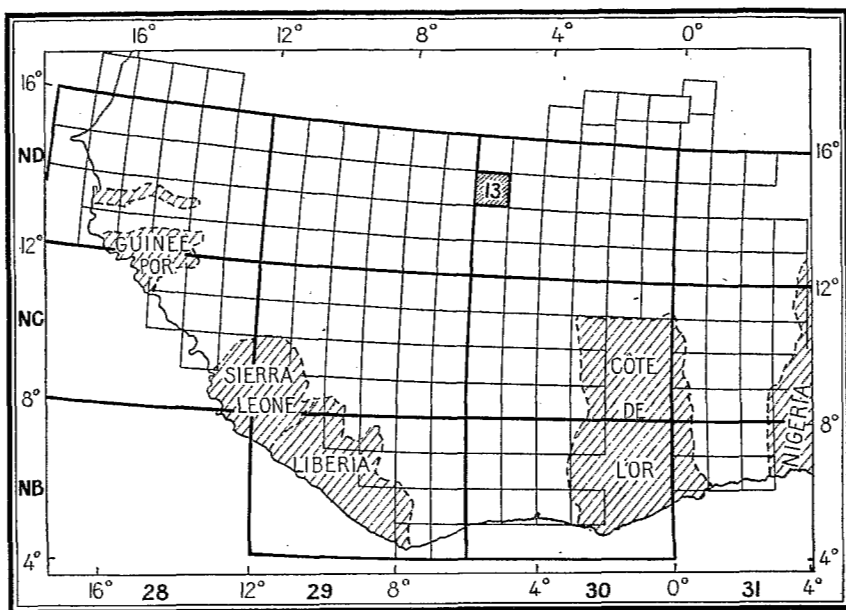 16° 12° 8° 4° 0°
16°
ND
16°
13
12°
GUINÉE
POR.
12°
NC
SIERRA
LEONE
CÔTE
DE
L'OR
8°
8°
LIBERIA
NIGERIA
NB
4°
4°
16° 28 12° 29 8° 4° 30 0° 31 4°